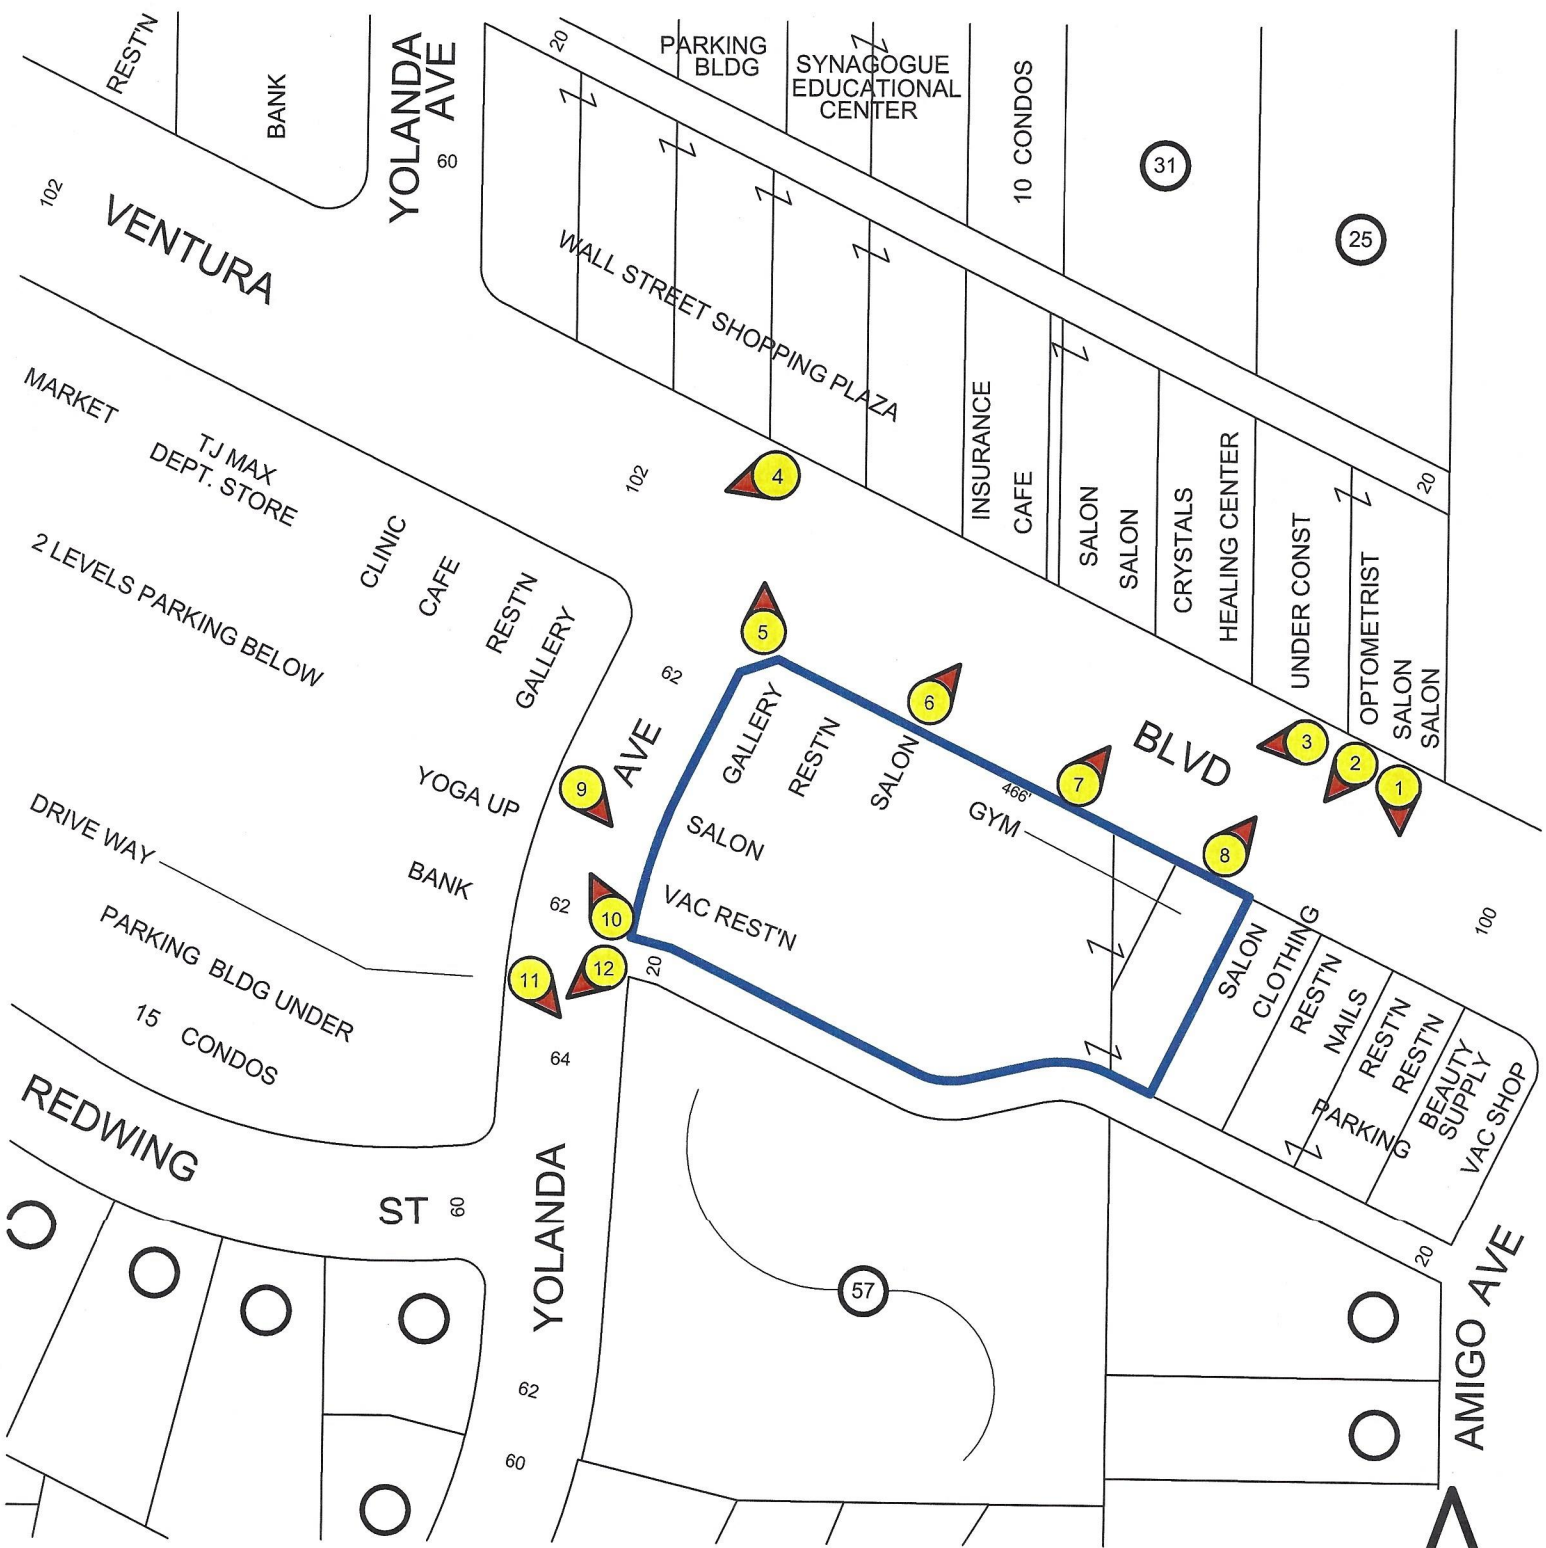 REST'N
BANK
YOLANDA
AVE
60
20
PARKING
BLDG
SYNAGOGUE
EDUCATIONAL
CENTER
10 CONDOS
31
25
102
VENTURA
WALL STREET SHOPPING PLAZA
MARKET
TJ MAX
DEPT. STORE
2 LEVELS PARKING BELOW
CLINIC
CAFE
REST'N
GALLERY
102
4
INSURANCE
CAFE
SALON
SALON
CRYSTALS
HEALING CENTER
UNDER CONST
OPTOMETRIST
SALON
SALON
20
5
62
6
AVE
GALLERY
REST'N
SALON
466'
GYM
7
BLVD
3
2
1
8
9
YOGA UP
BANK
DRIVE WAY
SALON
VAC REST'N
62
10
11
12
20
100
PARKING BLDG UNDER
15 CONDOS
64
SALON
CLOTHING
REST'N
NAILS
REST'N
REST'N
BEAUTY
SUPPLY
VAC SHOP
PARKING
REDWING
ST
60
YOLANDA
57
20
AMIGO AVE
62
60